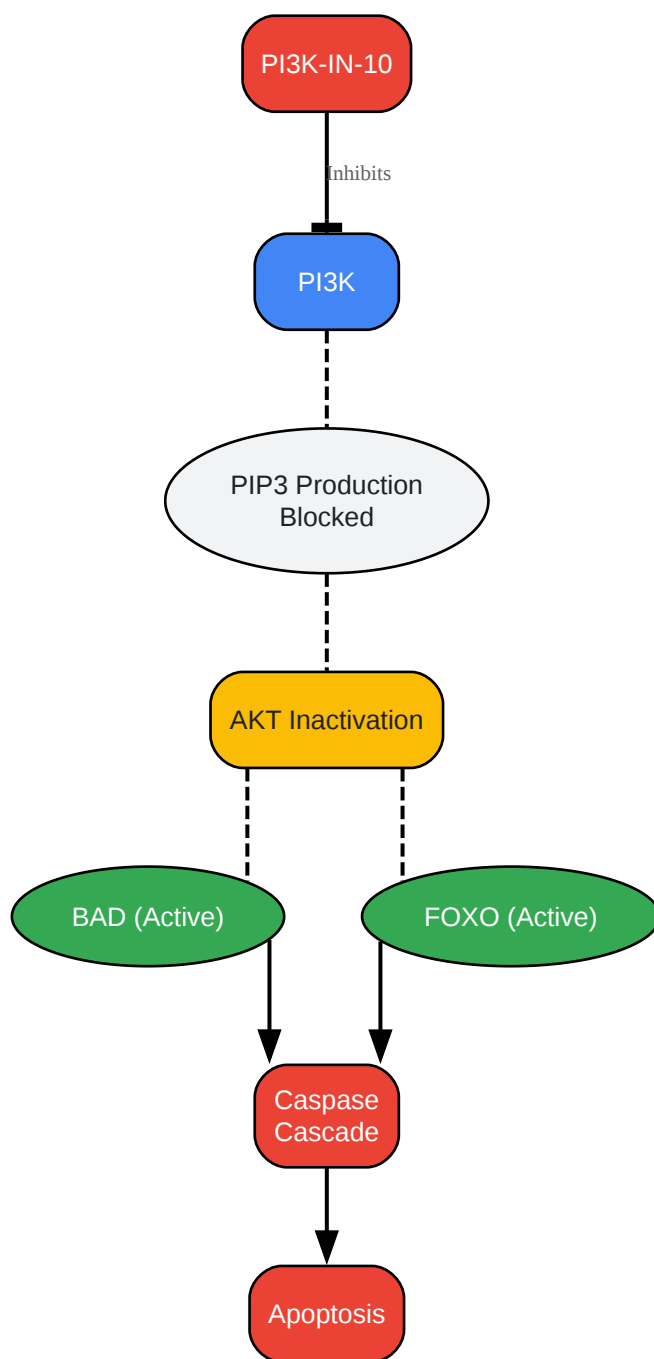 PI3K-IN-10
Inhibits
PI3K
PIP3 Production
Blocked
AKT Inactivation
BAD (Active)
FOXO (Active)
Caspase
Cascade
Apoptosis